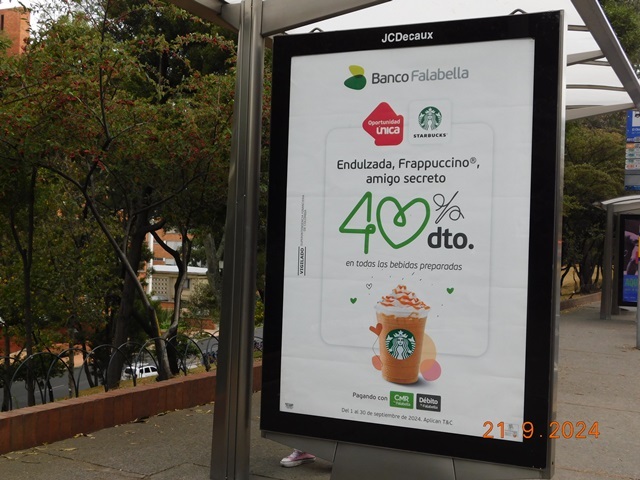 JCDecaux
Banco Falabella
Oportunidad
única
STARBUCKS
Endulzada, Frappuccino®,
amigo secreto
40%
dto.
en todas las bebidas preparadas
VIGILADO
Pagando con CMR Débito
Del 1 al 30 de septiembre de 2024. Aplican T&C
21 9 2024